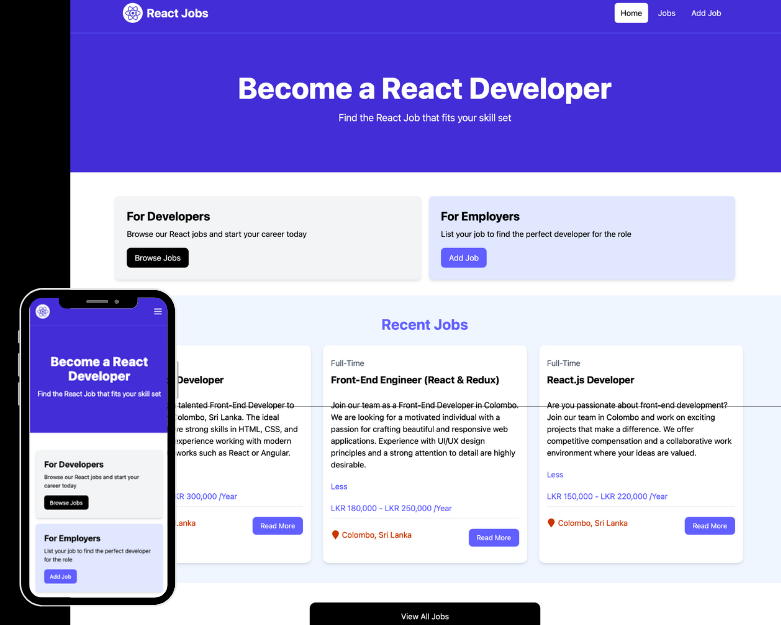 React Jobs
Home
Jobs
Add Job
Become a React Developer
Find the React Job that fits your skill set
For Developers
Browse our React jobs and start your career today
Browse Jobs
For Employers
List your job to find the perfect developer for the role
Add Job
Recent Jobs
Developer
talented Front-End Developer to
olombo, Sri Lanka. The ideal
ve strong skills in HTML, CSS, and
experience working with modern
works such as React or Angular.
KR 300,000 /Year
Lanka
Read More
Full-Time
Front-End Engineer (React & Redux)
Join our team as a Front-End Developer in Colombo.
We are looking for a motivated individual with a
passion for crafting beautiful and responsive web
applications. Experience with UI/UX design
principles and a strong attention to detail are highly
desirable.
Less
LKR 180,000 - LKR 250,000 /Year
Colombo, Sri Lanka
Read More
Full-Time
React.js Developer
Are you passionate about front-end development?
Join our team in Colombo and work on exciting
projects that make a difference. We offer
competitive compensation and a collaborative work
environment where your ideas are valued.
Less
LKR 150,000 - LKR 220,000 /Year
Colombo, Sri Lanka
Read More
View All Jobs
Become a React
Developer
Find the React Job that fits your skill set
For Developers
Browse our React jobs and start your
career today
Browse Jobs
For Employers
List your job to find the perfect developer
for the role
Add Job